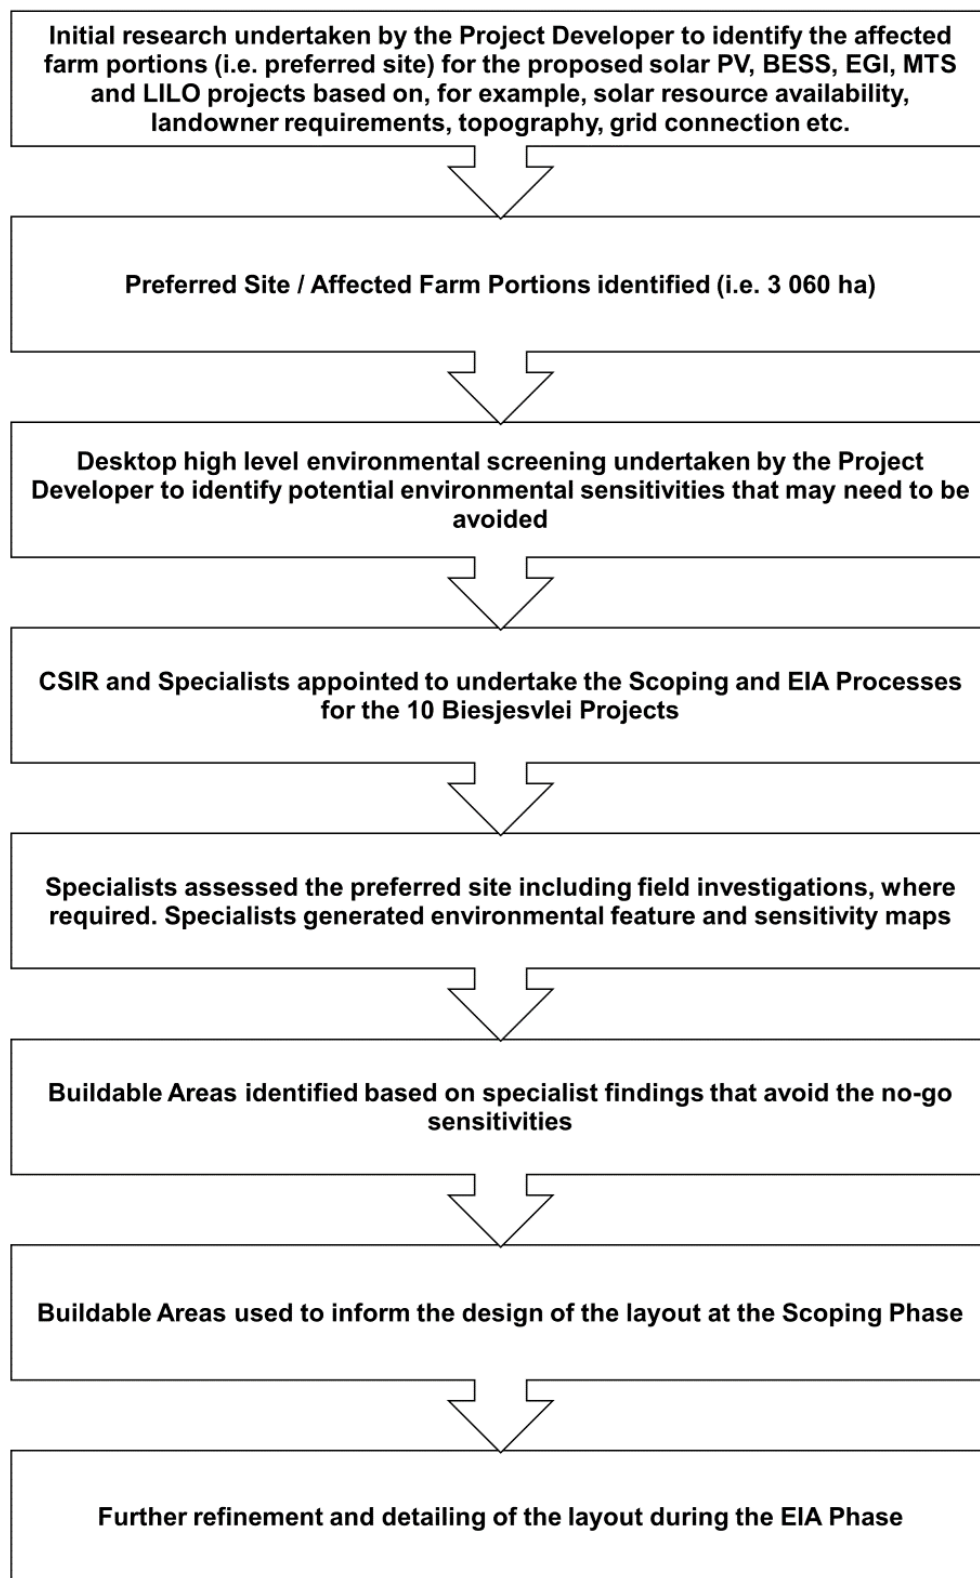 Initial research undertaken by the Project Developer to identify the affected
farm portions (i.e. preferred site) for the proposed solar PV, BESS, EGI, MTS
and LILO projects based on, for example, solar resource availability,
landowner requirements, topography, grid connection etc.
Preferred Site / Affected Farm Portions identified (i.e. 3 060 ha)
Desktop high level environmental screening undertaken by the Project
Developer to identify potential environmental sensitivities that may need to be
avoided
CSIR and Specialists appointed to undertake the Scoping and EIA Processes
for the 10 Biesjesvlei Projects
Specialists assessed the preferred site including field investigations, where
required. Specialists generated environmental feature and sensitivity maps
Buildable Areas identified based on specialist findings that avoid the no-go
sensitivities
Buildable Areas used to inform the design of the layout at the Scoping Phase
Further refinement and detailing of the layout during the EIA Phase